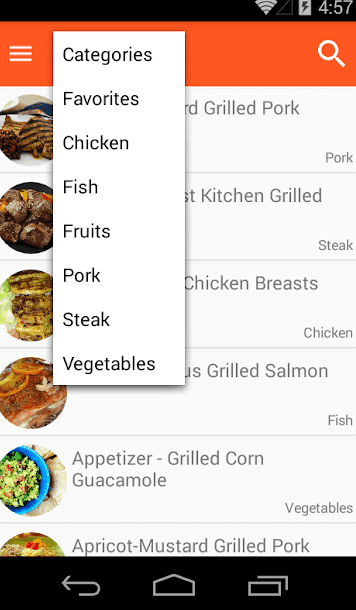 4:57
Categories
Favorites
Chicken
Fish
Fruits
Pork
Steak
Vegetables
rd Grilled Pork
Pork
st Kitchen Grilled
Steak
Chicken Breasts
Chicken
us Grilled Salmon
Fish
Appetizer - Grilled Corn
Guacamole
Vegetables
Apricot-Mustard Grilled Pork